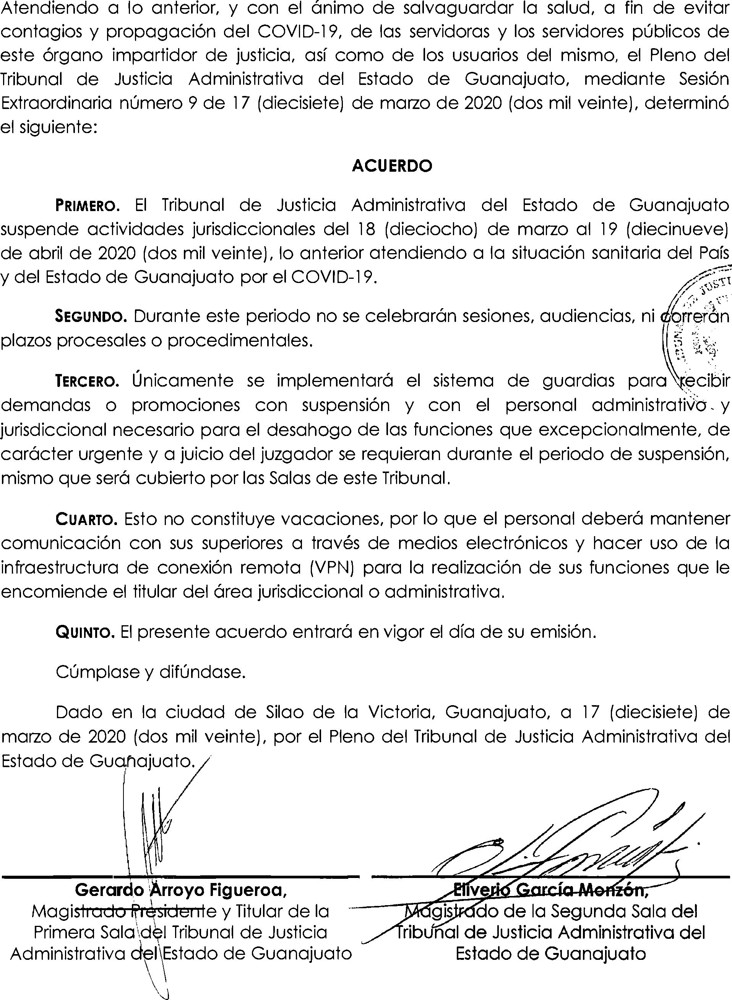 Atendiendo a lo anterior, y con el ánimo de salvaguardar la salud, a fin de evitar
contagios y propagación del COVID-19, de las servidoras y los servidores públicos de
este órgano impartidor de justicia, así como de los usuarios del mismo, el Pleno del
Tribunal de Justicia Administrativa del Estado de Guanajuato, mediante Sesión
Extraordinaria número 9 de 17 (diecisiete) de marzo de 2020 (dos mil veinte), determinó
el siguiente:
ACUERDO
PRIMERO. El Tribunal de Justicia Administrativa del Estado de Guanajuato
suspende actividades jurisdiccionales del 18 (dieciocho) de marzo al 19 (diecinueve)
de abril de 2020 (dos mil veinte), lo anterior atendiendo a la situación sanitaria del País
y del Estado de Guanajuato por el COVID-19.
SEGUNDO. Durante este periodo no se celebrarán sesiones, audiencias, ni correrán
plazos procesales o procedimentales.
TERCERO. Únicamente se implementará el sistema de guardias para recibir
demandas o promociones con suspensión y con el personal administrativo y
jurisdiccional necesario para el desahogo de las funciones que excepcionalmente, de
carácter urgente y a juicio del juzgador se requieran durante el periodo de suspensión,
mismo que será cubierto por las Salas de este Tribunal.
CUARTO. Esto no constituye vacaciones, por lo que el personal deberá mantener
comunicación con sus superiores a través de medios electrónicos y hacer uso de la
infraestructura de conexión remota (VPN) para la realización de sus funciones que le
encomiende el titular del área jurisdiccional o administrativa.
QUINTO. El presente acuerdo entrará en vigor el día de su emisión.
Cúmplase y difúndase.
Dado en la ciudad de Silao de la Victoria, Guanajuato, a 17 (diecisiete) de
marzo de 2020 (dos mil veinte), por el Pleno del Tribunal de Justicia Administrativa del
Estado de Guanajuato.
Gerardo Arroyo Figueroa,
Magistrado Presidente y Titular de la
Primera Sala del Tribunal de Justicia
Administrativa del Estado de Guanajuato
Eliverio García Monzón,
Magistrado de la Segunda Sala del
Tribunal de Justicia Administrativa del
Estado de Guanajuato